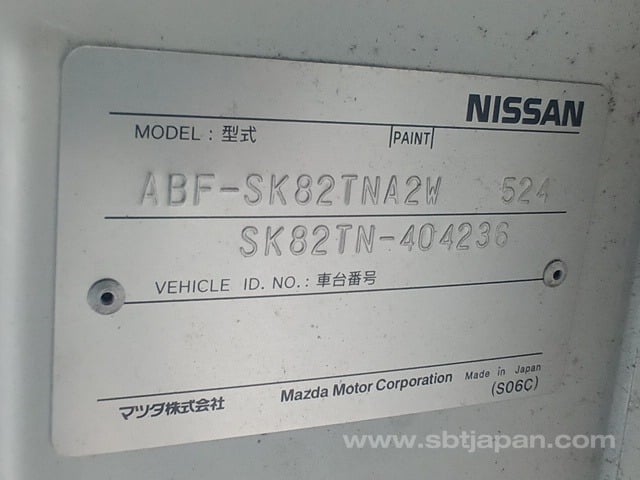 NISSAN
MODEL : 型式 PAINT
ABF-SK82TNA2W 524
SK82TN-404236
VEHICLE ID. NO. : 車台番号
マツダ株式会社 Mazda Motor Corporation Made in Japan
(S06C)
www.sbtjapan.com